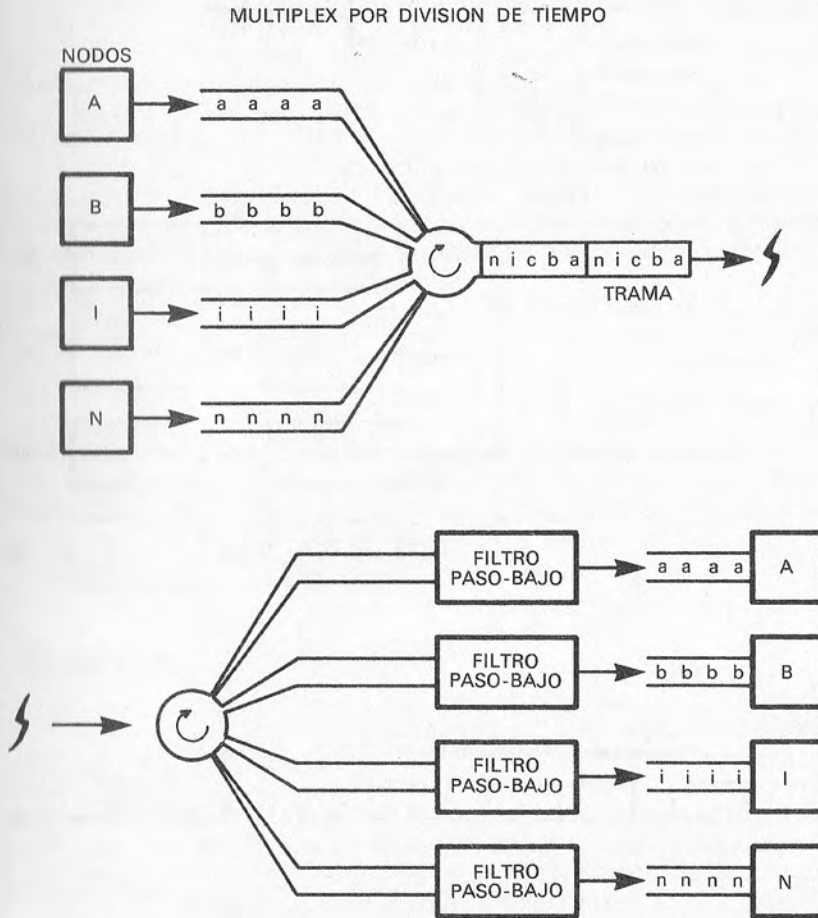 MULTIPLEX POR DIVISION DE TIEMPO
NODOS
A
a a a a
B
b b b b
n i c b a n i c b a
TRAMA
I
i i i i
N
n n n n
FILTRO
PASO-BAJO
a a a a
A
FILTRO
PASO-BAJO
b b b b
B
FILTRO
PASO-BAJO
i i i i
I
FILTRO
PASO-BAJO
n n n n
N